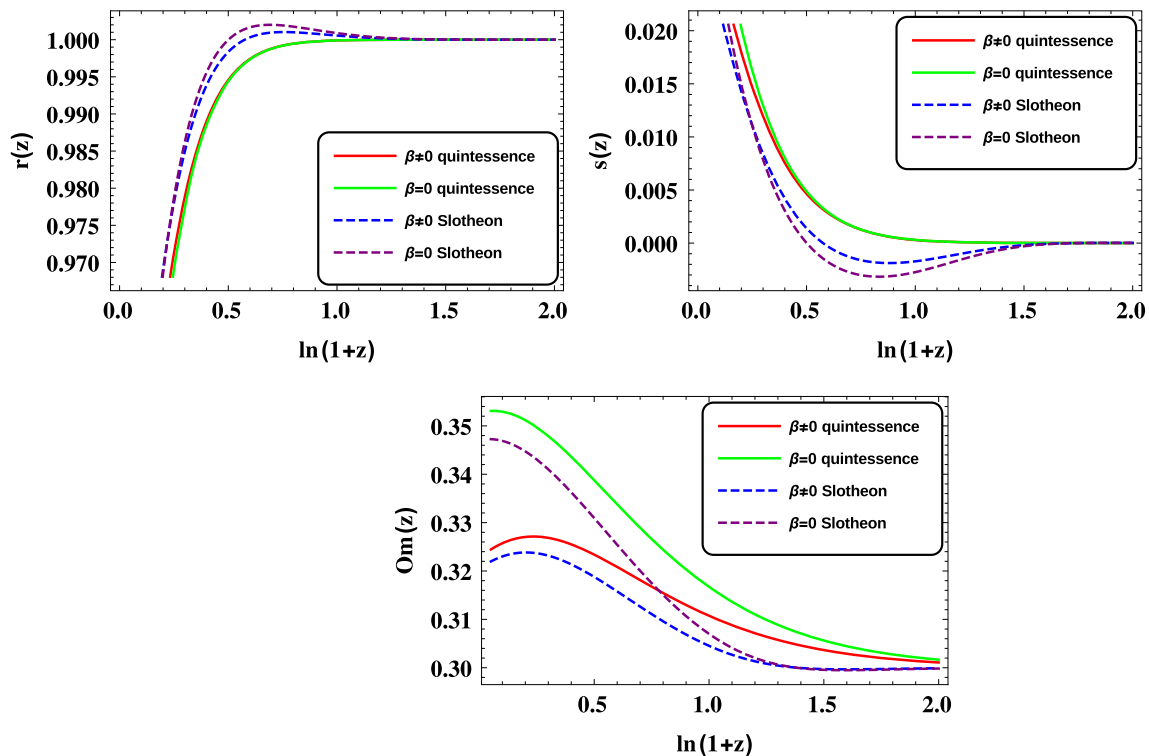 1.000
0.995
0.990
0.985
0.980
0.975
0.970
r(z)
β≠0 quintessence
β=0 quintessence
β≠0 Slotheon
β=0 Slotheon
0.0 0.5 1.0 1.5 2.0
ln(1+z)
0.020
0.015
0.010
0.005
0.000
s(z)
β≠0 quintessence
β=0 quintessence
β≠0 Slotheon
β=0 Slotheon
0.0 0.5 1.0 1.5 2.0
ln(1+z)
0.35
0.34
0.33
0.32
0.31
0.30
Om(z)
β≠0 quintessence
β=0 quintessence
β≠0 Slotheon
β=0 Slotheon
0.5 1.0 1.5 2.0
ln(1+z)